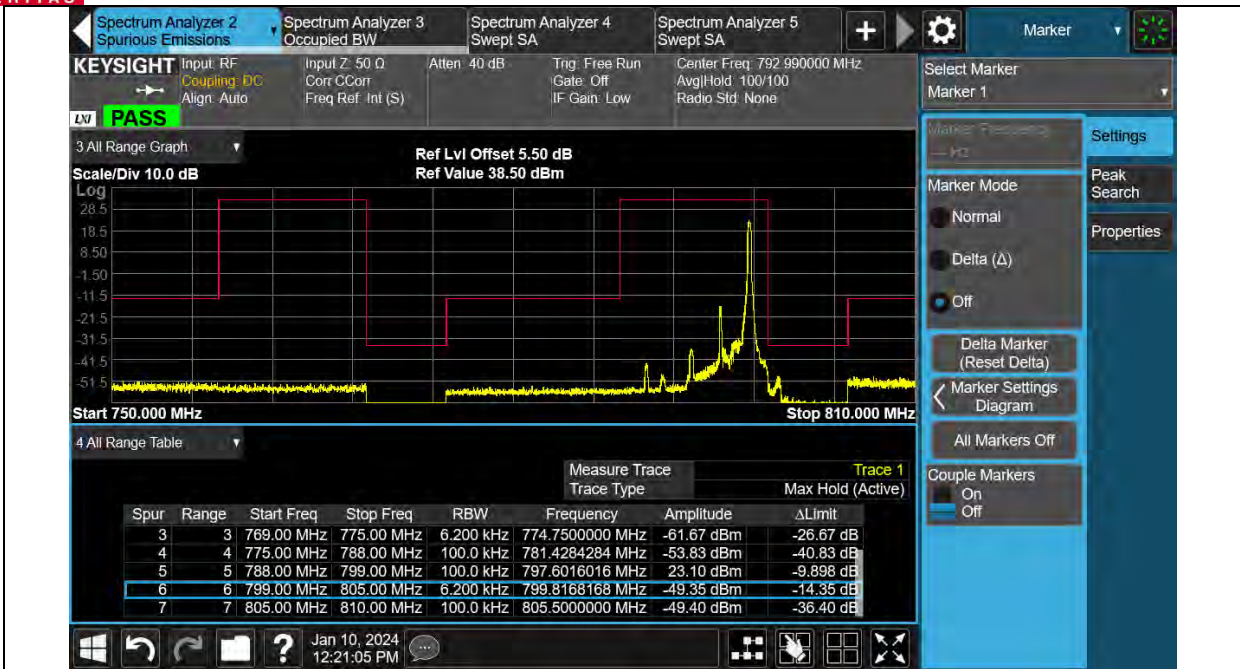 Spectrum Analyzer 2
Spurious Emissions
Spectrum Analyzer 3
Occupied BW
Spectrum Analyzer 4
Swept SA
Spectrum Analyzer 5
Swept SA
+
Marker
KEYSIGHT
Input: RF
Coupling: DC
Align: Auto
Input Z: 50 Ω
Corr CCorr
Freq Ref: Int (S)
Atten: 40 dB
Trig: Free Run
Gate: Off
IF Gain: Low
Center Freq: 792.990000 MHz
Avg|Hold: 100/100
Radio Std: None
LXI
PASS
Select Marker
Marker 1
Marker Frequency
--- Hz
Settings
Peak
Search
Properties
Marker Mode
Normal
Delta (Δ)
Off
Delta Marker
(Reset Delta)
Marker Settings
Diagram
All Markers Off
Couple Markers
On
Off
3 All Range Graph
Ref Lvl Offset 5.50 dB
Scale/Div 10.0 dB
Ref Value 38.50 dBm
Log
28.5
18.5
8.50
-1.50
-11.5
-21.5
-31.5
-41.5
-51.5
Start 750.000 MHz
Stop 810.000 MHz
4 All Range Table
Measure Trace Trace 1
Trace Type Max Hold (Active)
Spur Range Start Freq Stop Freq RBW Frequency Amplitude ΔLimit
3 3 769.00 MHz 775.00 MHz 6.200 kHz 774.7500000 MHz -61.67 dBm -26.67 dB
4 4 775.00 MHz 788.00 MHz 100.0 kHz 781.4284284 MHz -53.83 dBm -40.83 dB
5 5 788.00 MHz 799.00 MHz 100.0 kHz 797.6016016 MHz 23.10 dBm -9.898 dB
6 6 799.00 MHz 805.00 MHz 6.200 kHz 799.8168168 MHz -49.35 dBm -14.35 dB
7 7 805.00 MHz 810.00 MHz 100.0 kHz 805.5000000 MHz -49.40 dBm -36.40 dB
?
Jan 10, 2024
12:21:05 PM